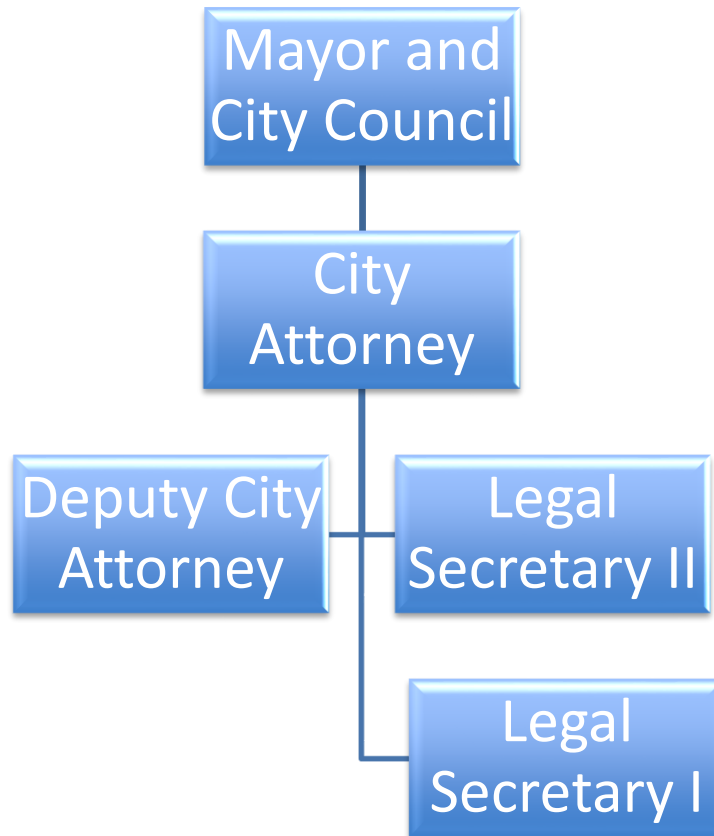 Mayor and
City Council
City
Attorney
Deputy City
Attorney
Legal
Secretary II
Legal
Secretary I